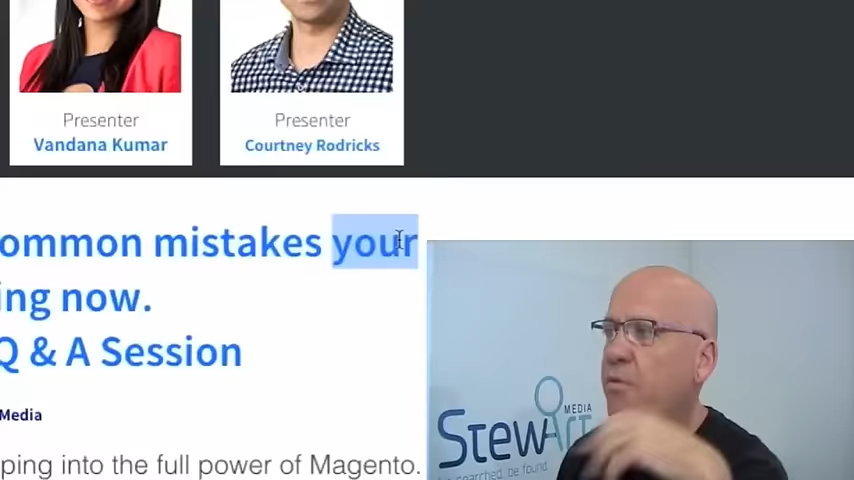 Presenter
Vandana Kumar
Presenter
Courtney Rodricks
ommon mistakes your
ing now.
Q & A Session
Media
ping into the full power of Magento.
MEDIA
StewArt
be searched. be found.